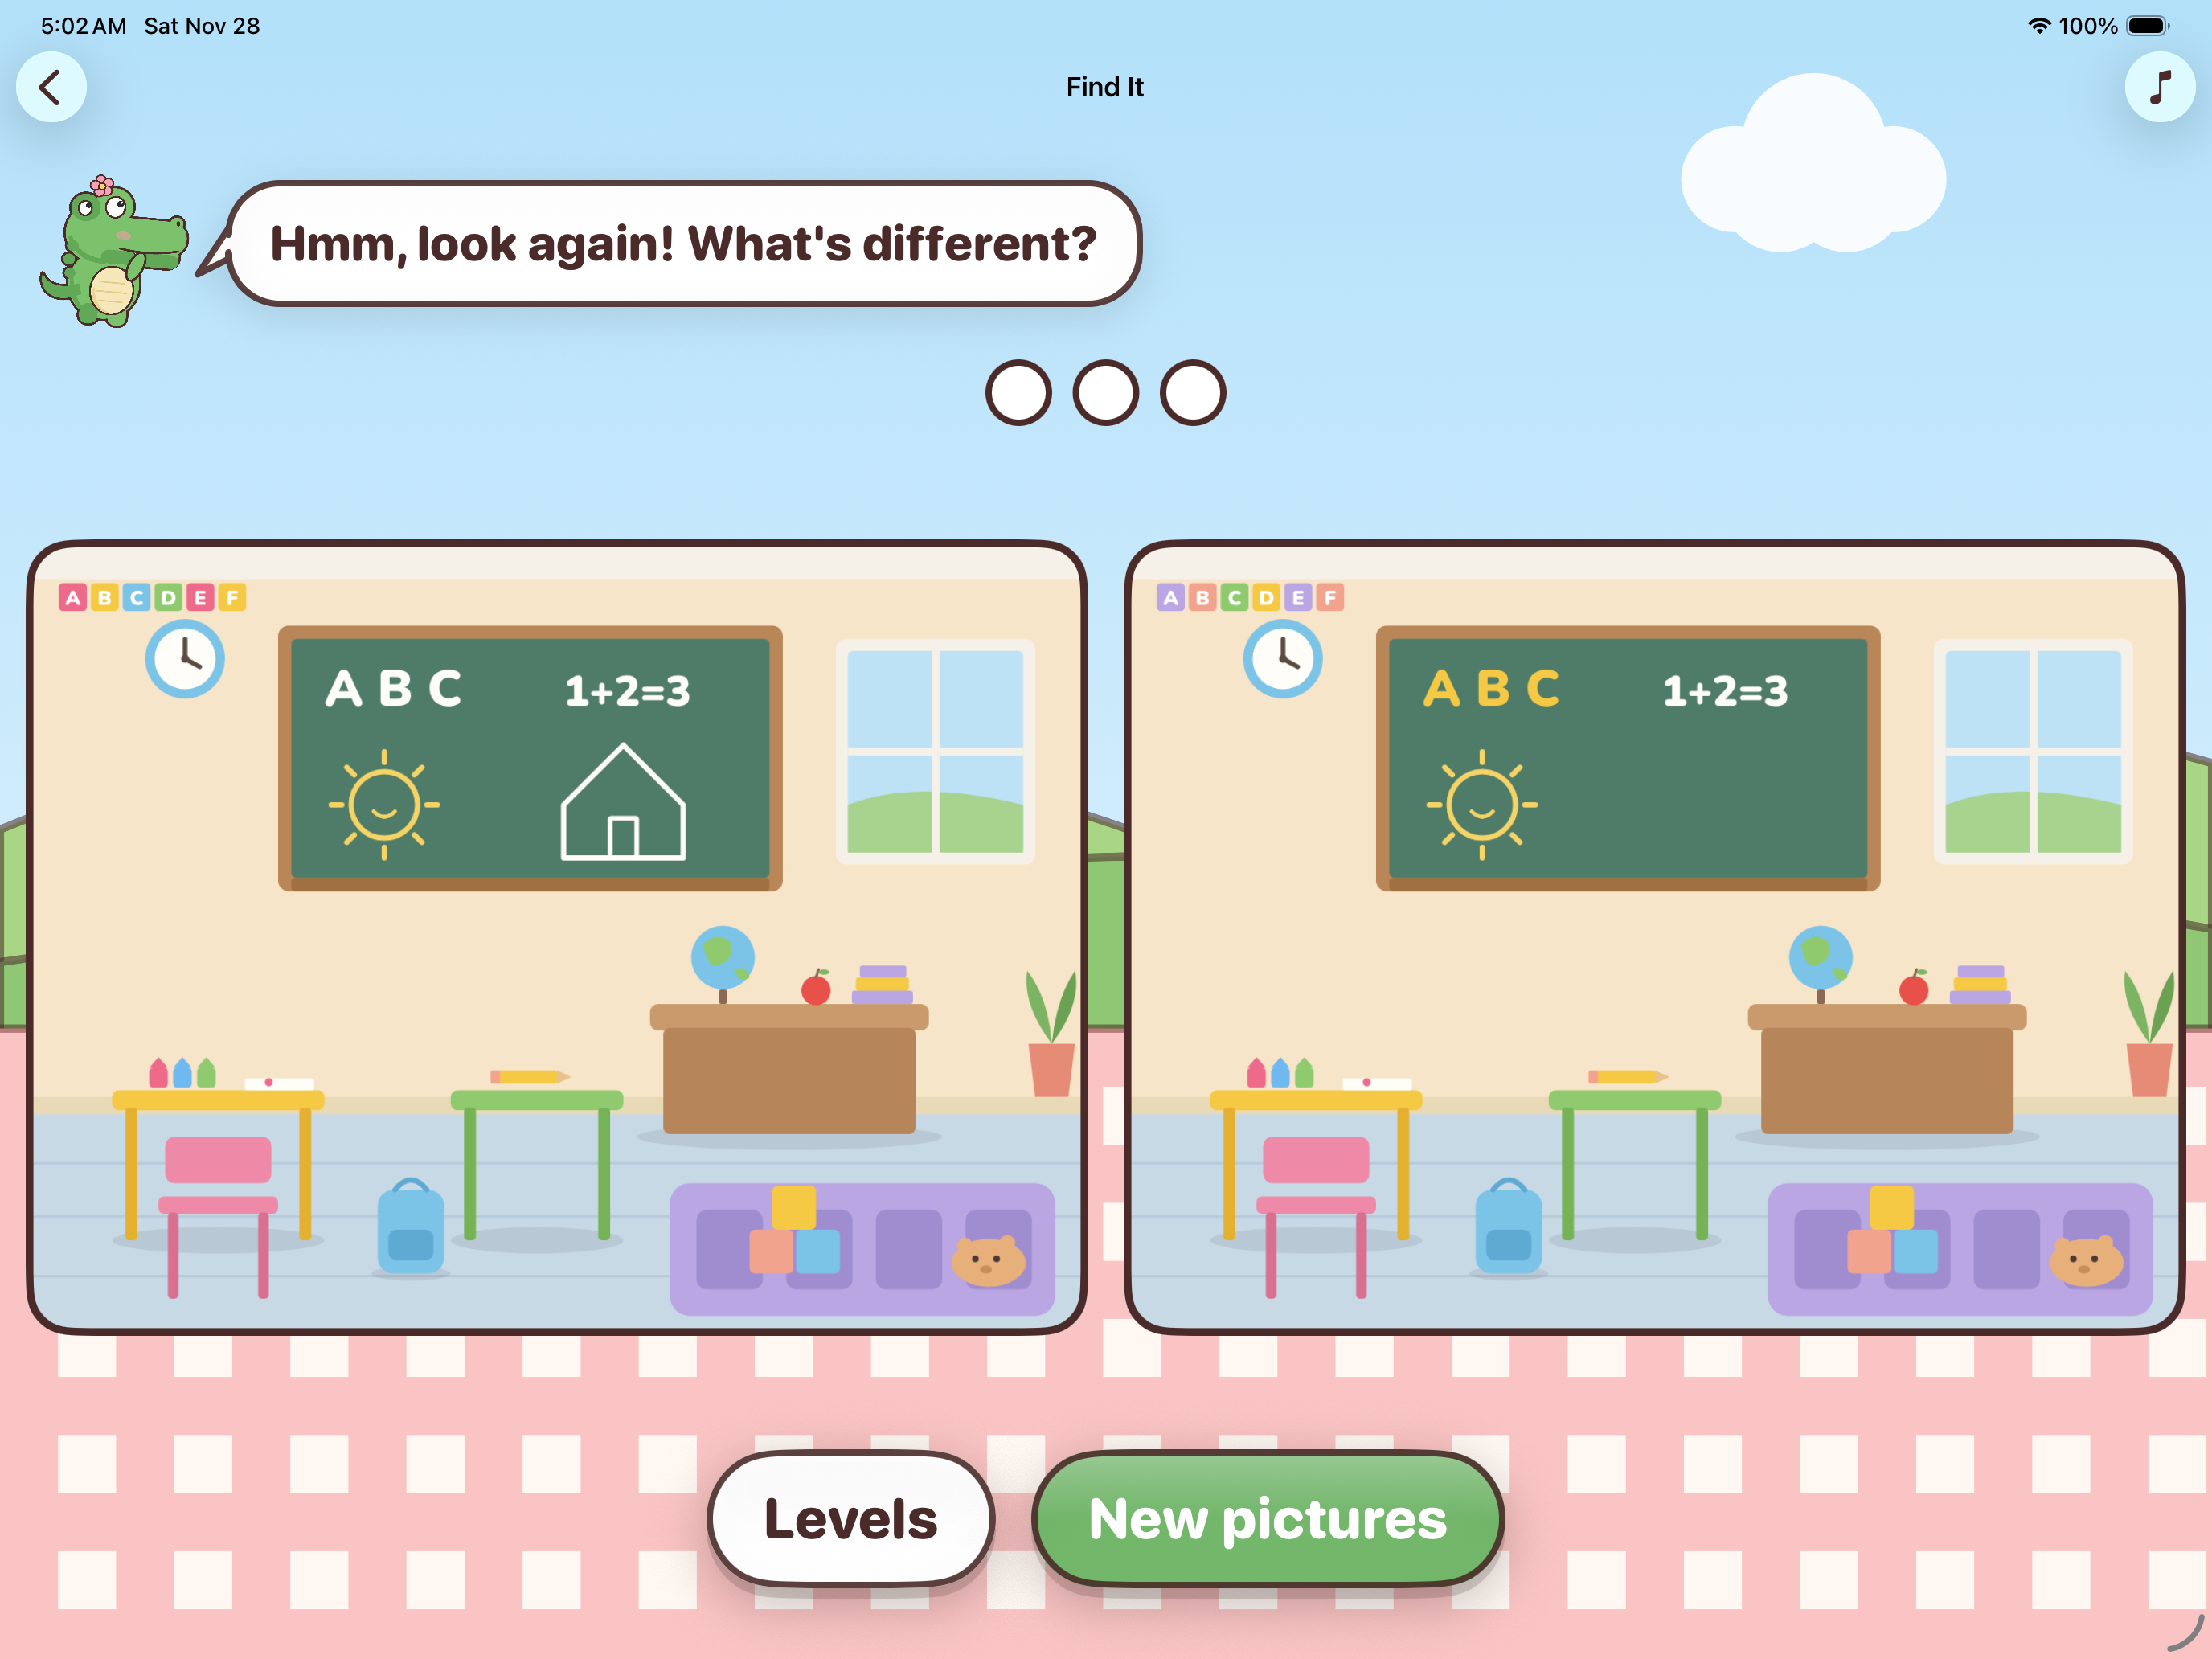 5:02 AM Sat Nov 28
100%
Find It
Hmm, look again! What's different?
A B C D E F
A B C
1+2=3
A B C D E F
A B C
1+2=3
Levels
New pictures